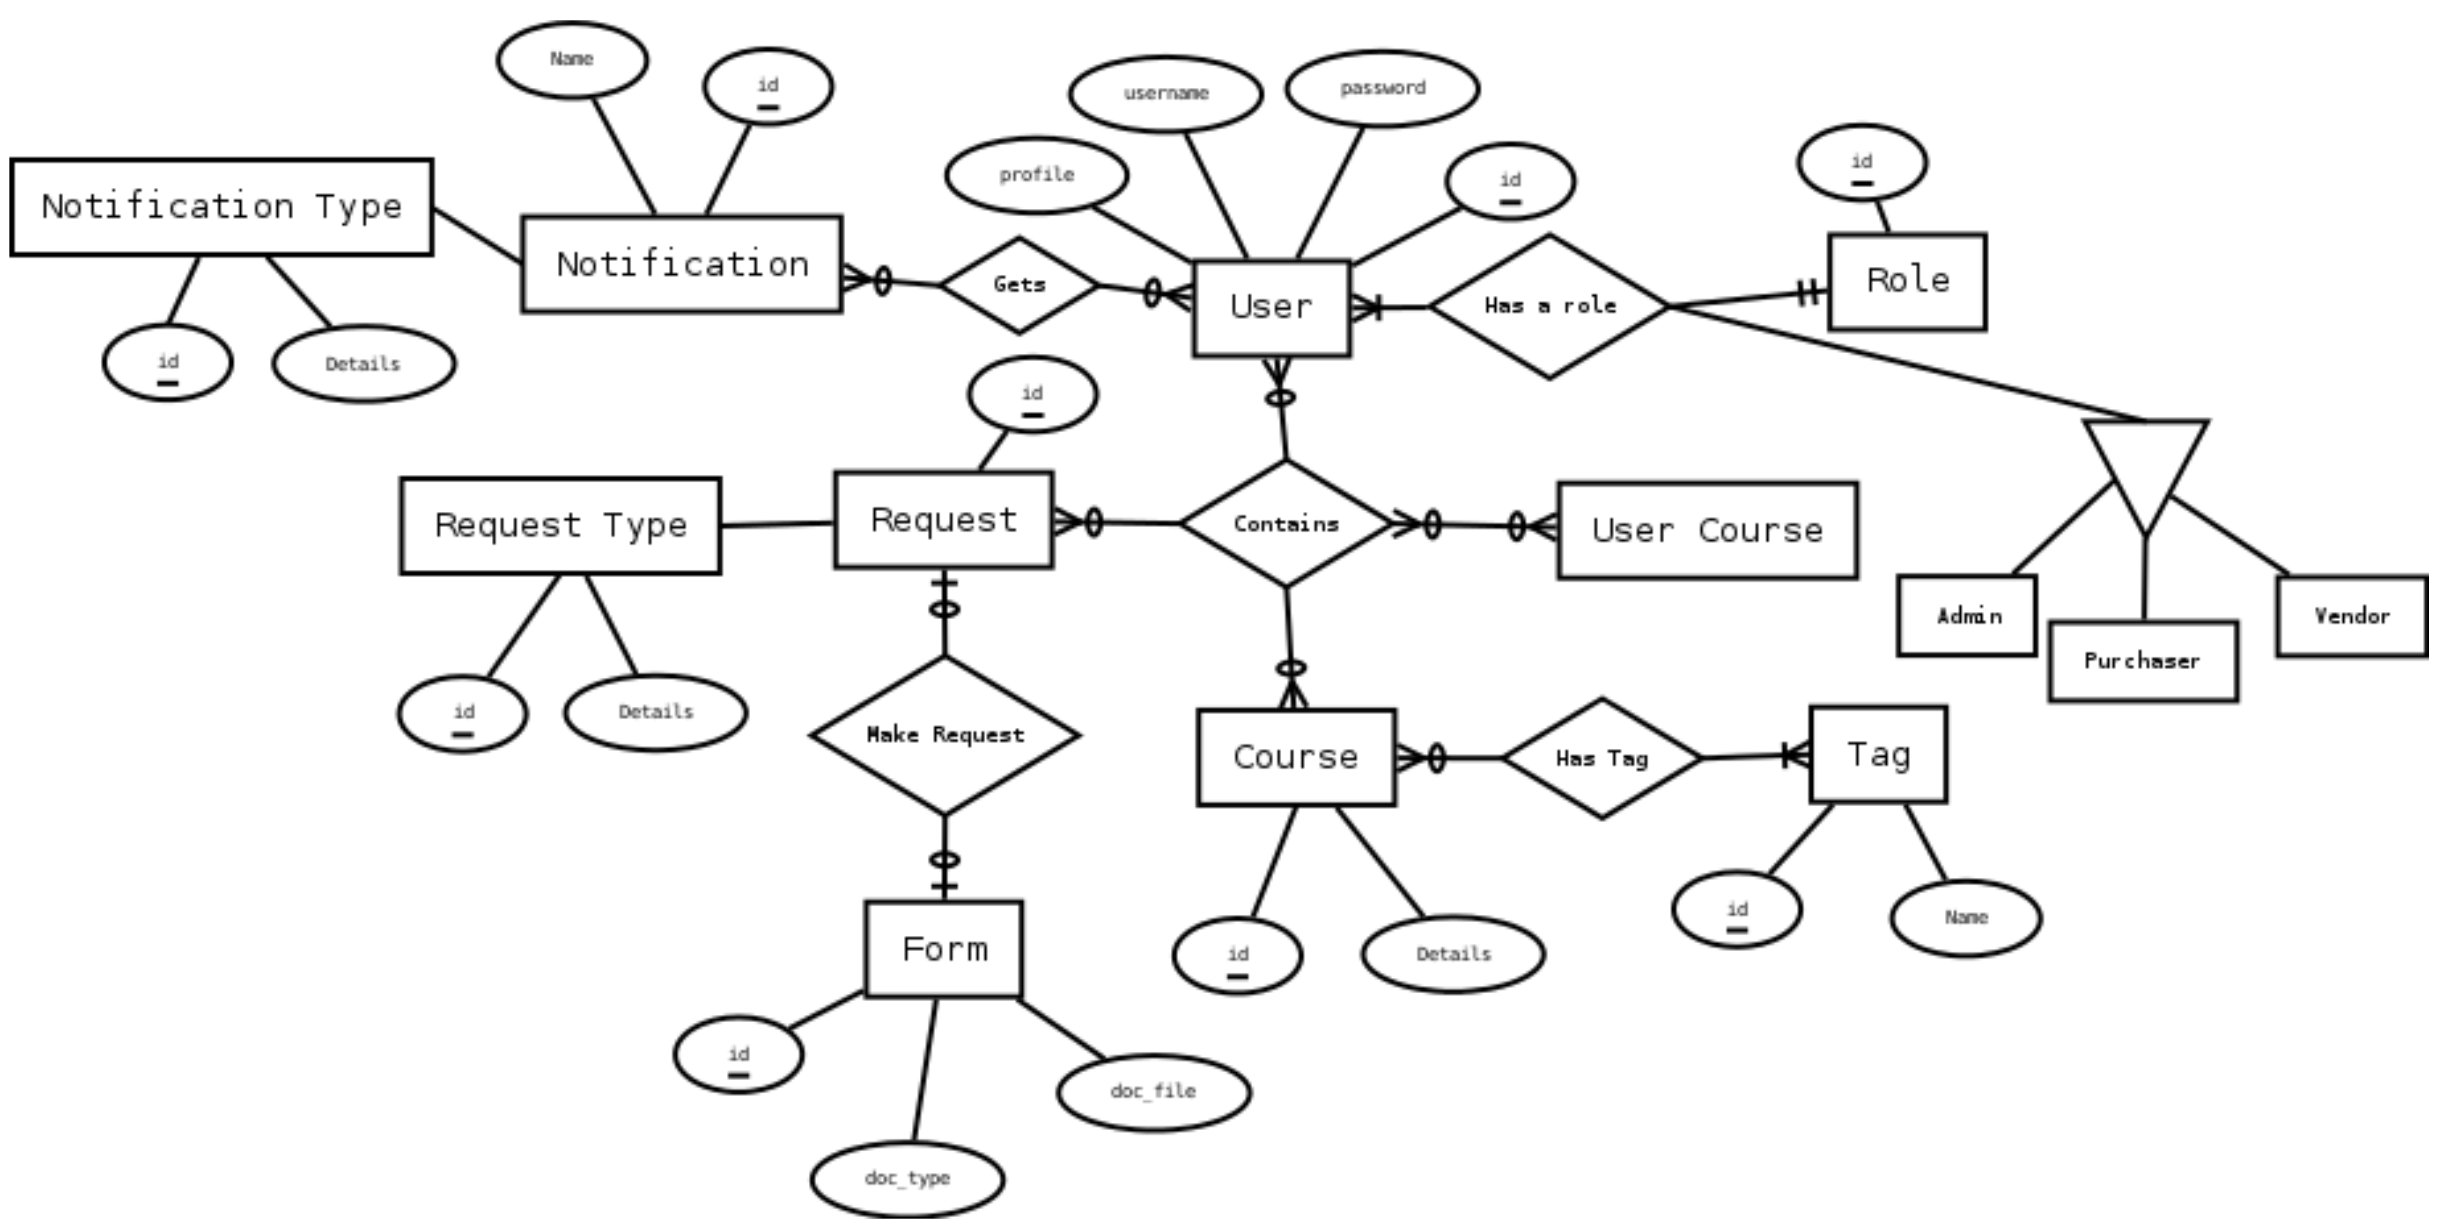 Name
id
username
password
profile
id
id
Notification Type
Notification
Gets
User
Has a role
Role
id
Details
id
Request Type
Request
Contains
User Course
Admin
Purchaser
Vendor
id
Details
Make Request
Course
Has Tag
Tag
id
Name
Form
id
Details
id
doc_file
doc_type